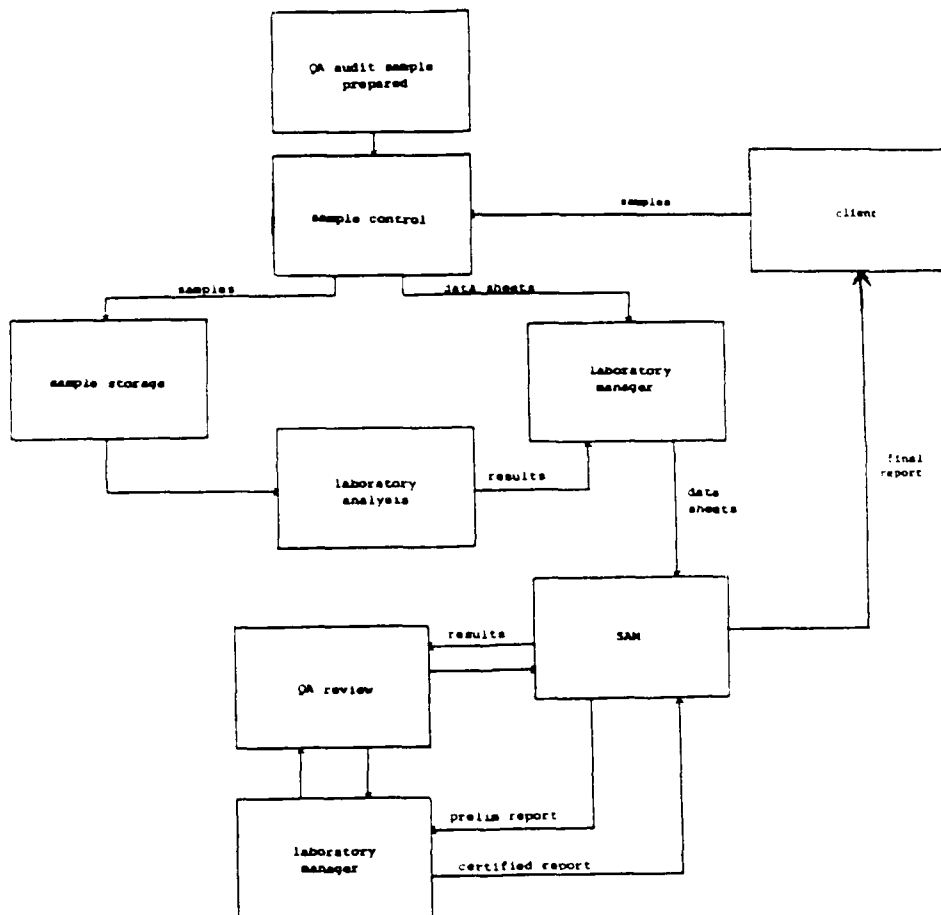 QA audit sample
prepared
samples
client
sample control
samples
data sheets
laboratory
manager
sample storage
final
report
laboratory
analysis
results
data
sheets
results
SAM
QA review
prelim report
laboratory
manager
certified report